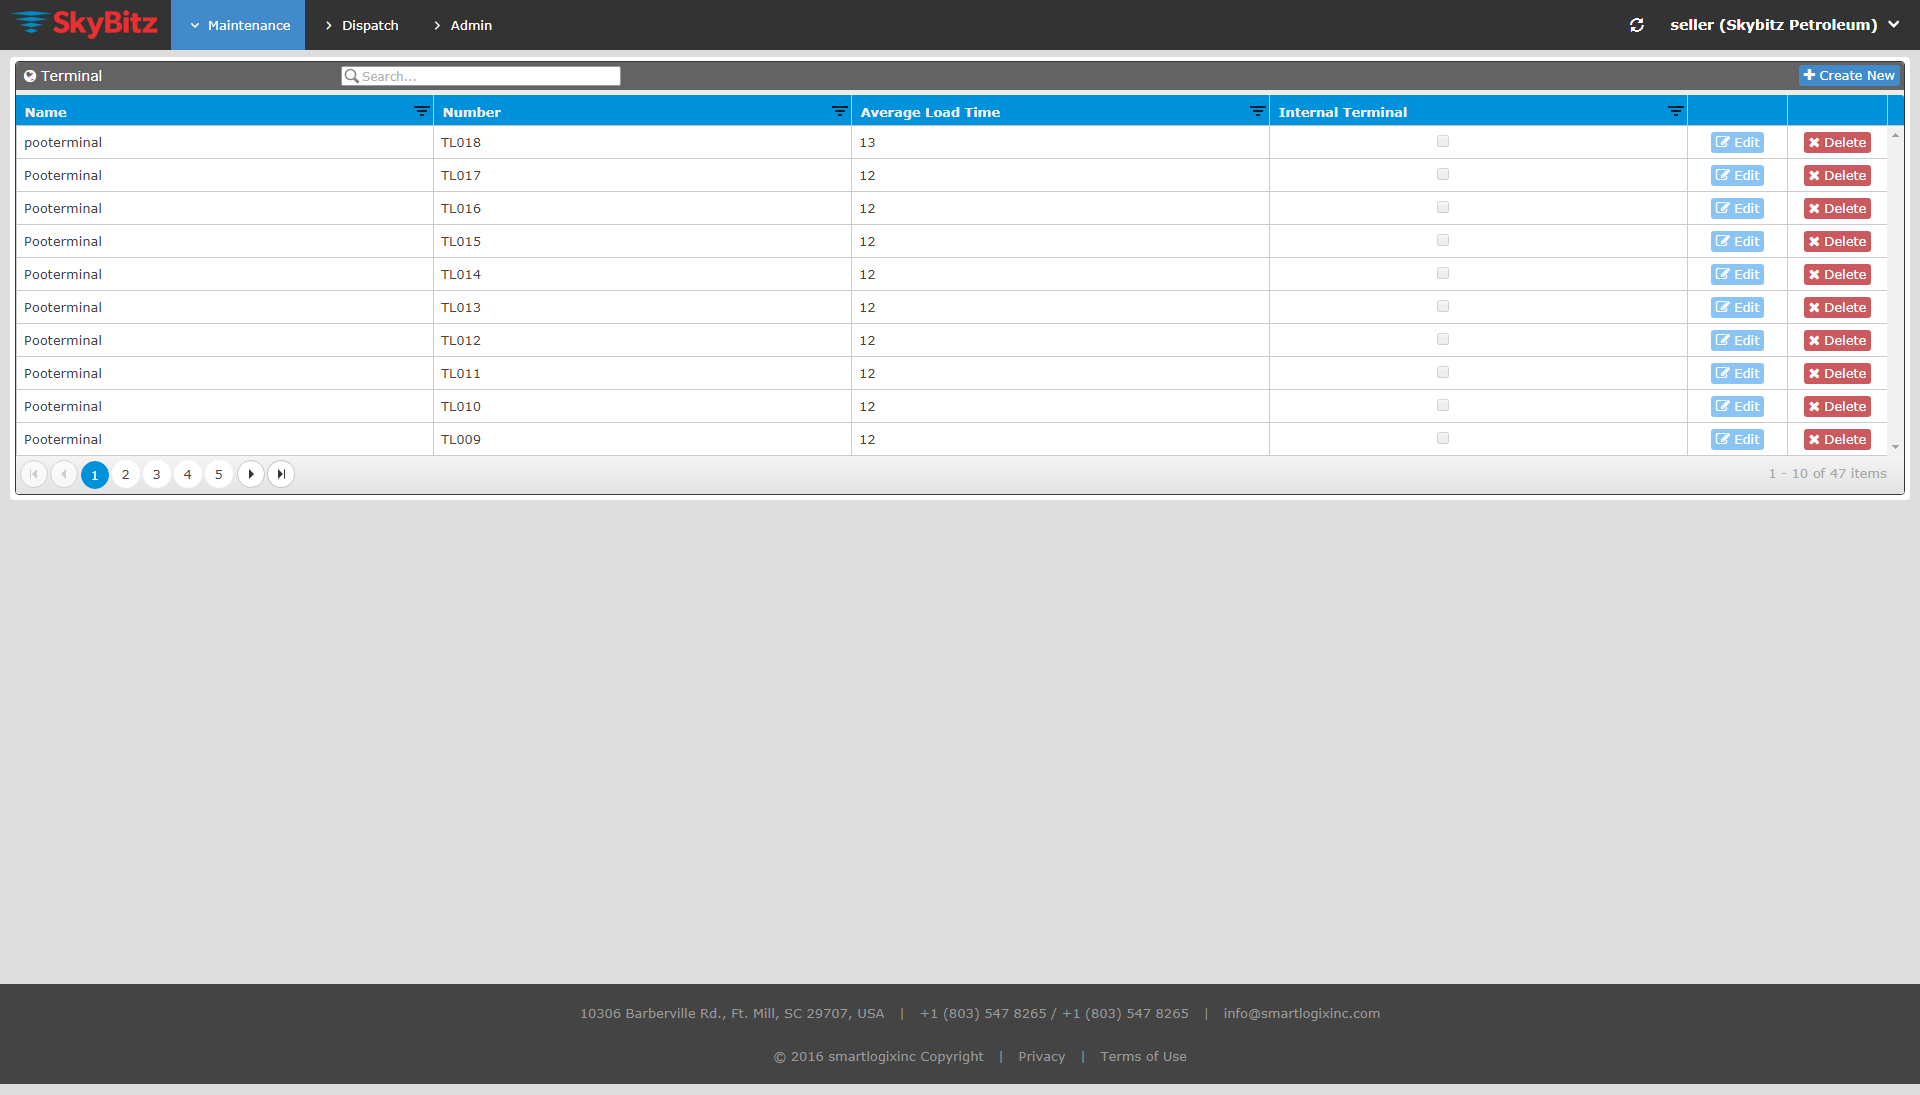 SkyBitz Maintenance Dispatch Admin seller (Skybitz Petroleum)
Terminal Search... Create New
Name Number Average Load Time Internal Terminal
pooterminal TL018 13 Edit Delete
Pooterminal TL017 12 Edit Delete
Pooterminal TL016 12 Edit Delete
Pooterminal TL015 12 Edit Delete
Pooterminal TL014 12 Edit Delete
Pooterminal TL013 12 Edit Delete
Pooterminal TL012 12 Edit Delete
Pooterminal TL011 12 Edit Delete
Pooterminal TL010 12 Edit Delete
Pooterminal TL009 12 Edit Delete
1 2 3 4 5 1 - 10 of 47 items
10306 Barberville Rd., Ft. Mill, SC 29707, USA | +1 (803) 547 8265 / +1 (803) 547 8265 | info@smartlogixinc.com
© 2016 smartlogixinc Copyright | Privacy | Terms of Use